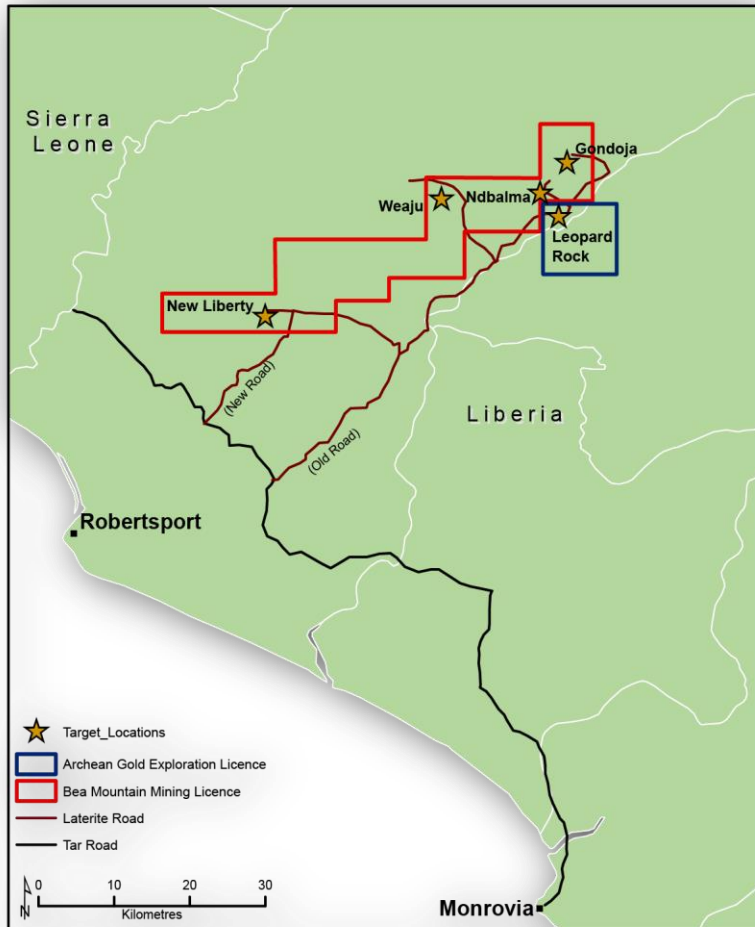 Sierra
Leone
Gondoja
Ndbalma
Weaju
Leopard
Rock
New Liberty
(New Road)
(Old Road)
Liberia
Robertsport
Target_Locations
Archean Gold Exploration Licence
Bea Mountain Mining Licence
Laterite Road
Tar Road
N
0 10 20 30
Kilometres
Monrovia